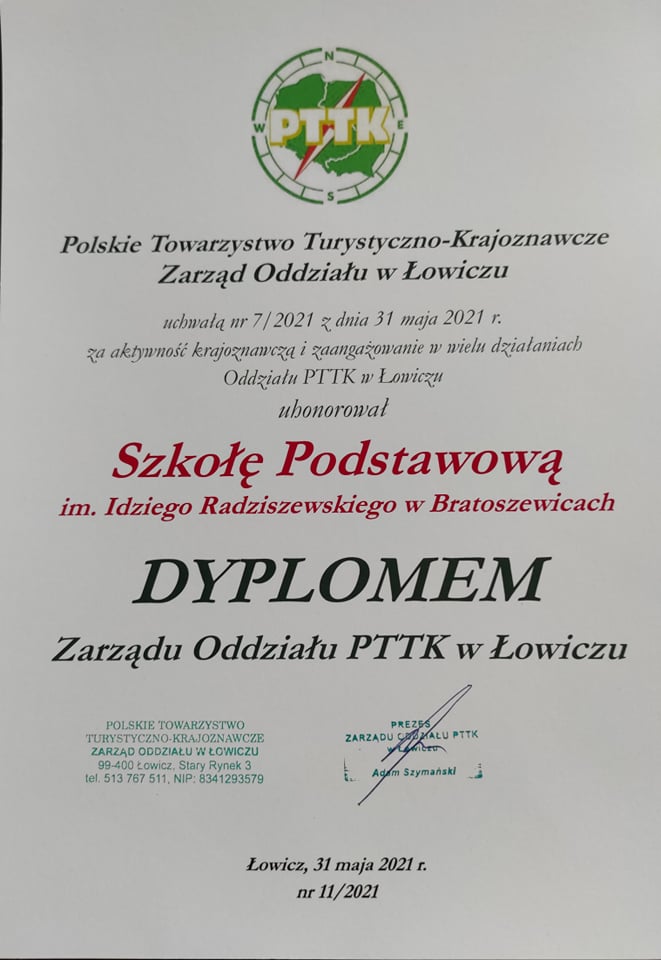 N
W PTTK E
S
Polskie Towarzystwo Turystyczno-Krajoznawcze
Zarząd Oddziału w Łowiczu
uchwałą nr 7/2021 z dnia 31 maja 2021 r.
za aktywność krajoznawczą i zaangażowanie w wielu działaniach
Oddziału PTTK w Łowiczu
uhonorował
Szkołę Podstawową
im. Idziego Radziszewskiego w Bratoszewicach
DYPLOMEM
Zarządu Oddziału PTTK w Łowiczu
POLSKIE TOWARZYSTWO
TURYSTYCZNO-KRAJOZNAWCZE
ZARZĄD ODDZIAŁU W ŁOWICZU
99-400 Łowicz, Stary Rynek 3
tel. 513 767 511, NIP: 8341293579
PREZES
ZARZĄDU ODDZIAŁU PTTK
w Łowiczu
Adam Szymański
Łowicz, 31 maja 2021 r.
nr 11/2021